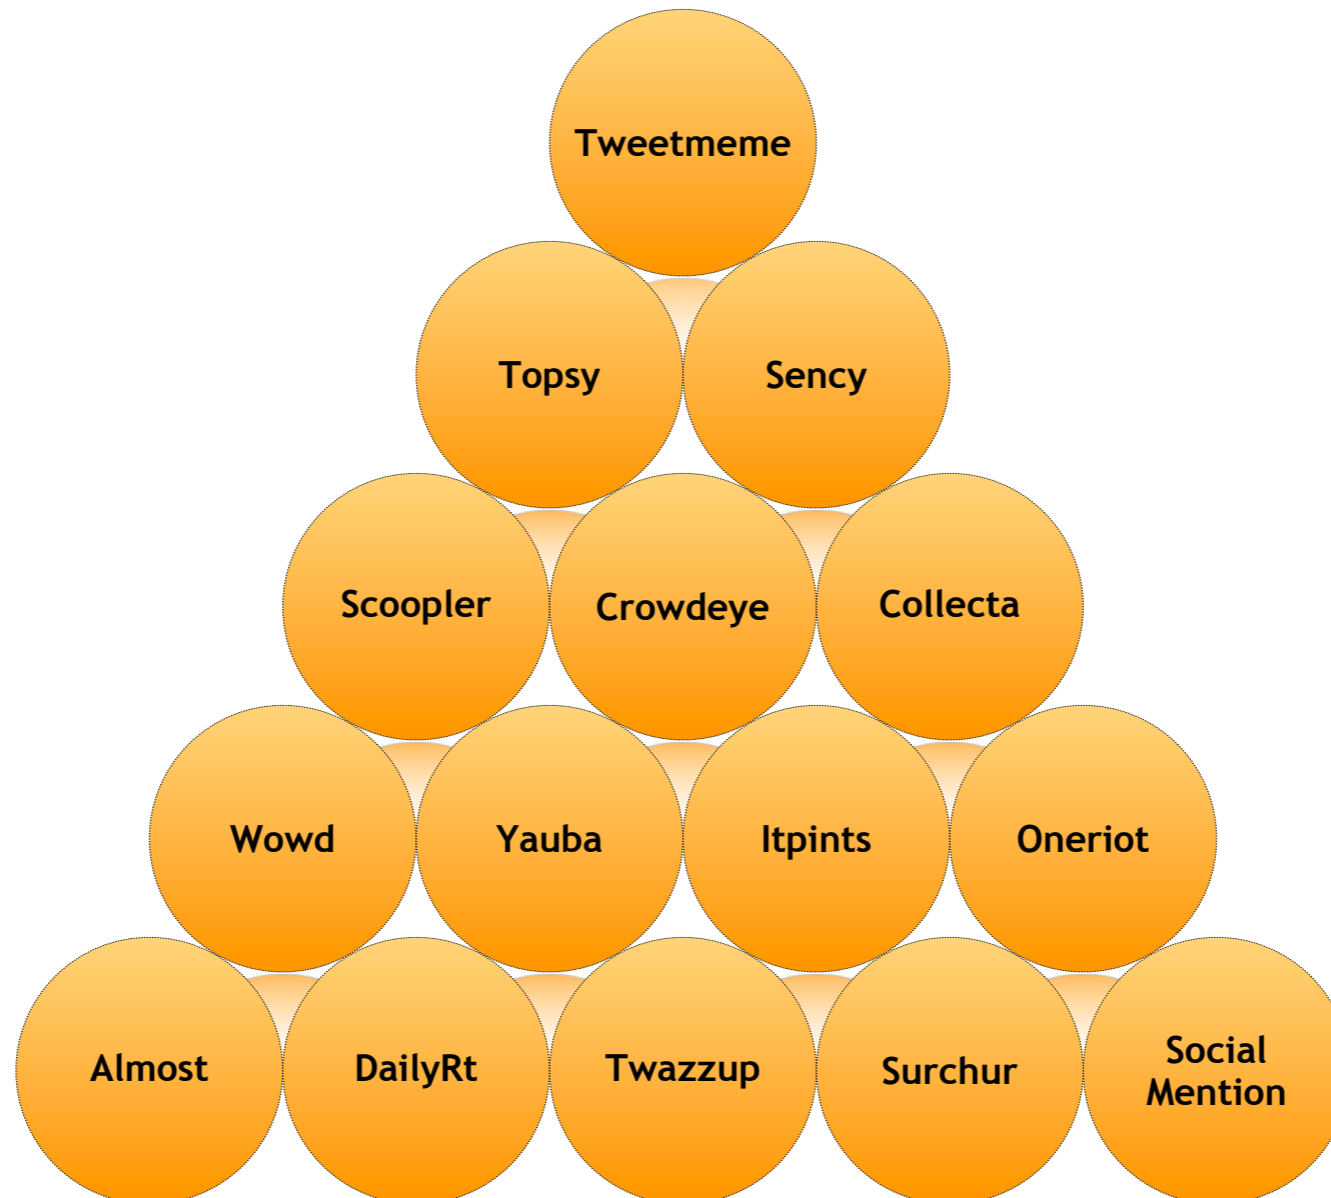 Tweetmeme
Topsy
Sency
Scoopler
Crowdeye
Collecta
Wowd
Yauba
Itpints
Oneriot
Almost
DailyRt
Twazzup
Surchur
Social
Mention